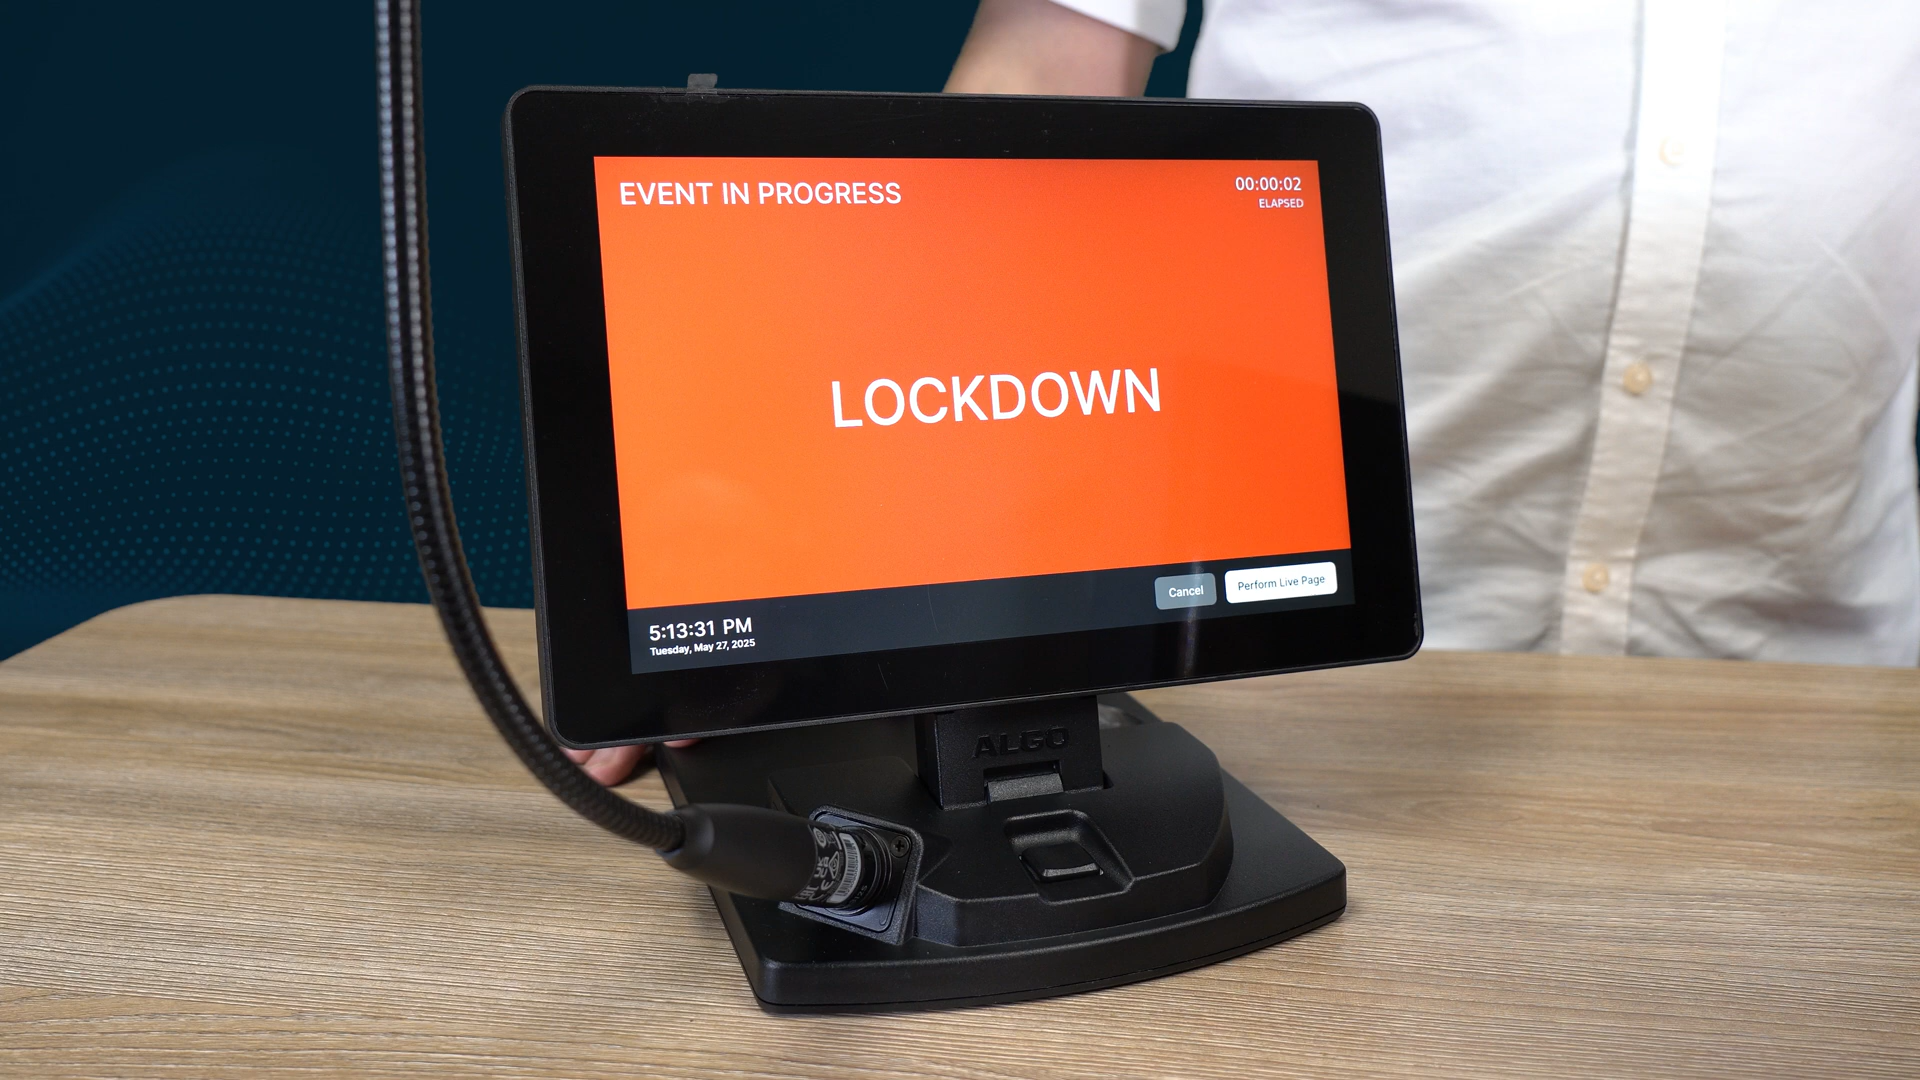 EVENT IN PROGRESS
00:00:02
ELAPSED
LOCKDOWN
Cancel
Perform Live Page
5:13:31 PM
Tuesday, May 27, 2025
ALGO